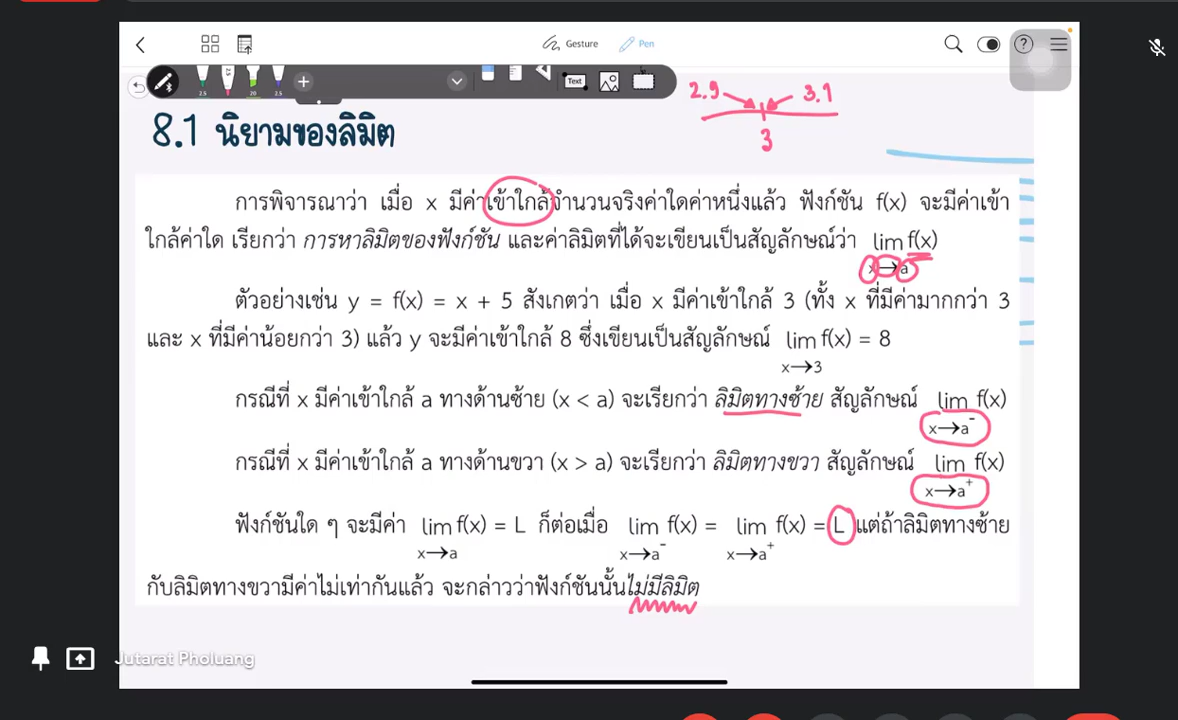 Gesture Pen
2.5 2.5 20 2.5 Text
2.9 3.1
3
8.1 นิยามของลิมิต
การพิจารณาว่า เมื่อ x มีค่าเข้าใกล้จำนวนจริงค่าใดค่าหนึ่งแล้ว ฟังก์ชัน f(x) จะมีค่าเข้า
ใกล้ค่าใด เรียกว่า การหาลิมิตของฟังก์ชัน และค่าลิมิตที่ได้จะเขียนเป็นสัญลักษณ์ว่า lim f(x)
x→a
ตัวอย่างเช่น y = f(x) = x + 5 สังเกตว่า เมื่อ x มีค่าเข้าใกล้ 3 (ทั้ง x ที่มีค่ามากกว่า 3
และ x ที่มีค่าน้อยกว่า 3) แล้ว y จะมีค่าเข้าใกล้ 8 ซึ่งเขียนเป็นสัญลักษณ์ lim f(x) = 8
x→3
กรณีที่ x มีค่าเข้าใกล้ a ทางด้านซ้าย (x < a) จะเรียกว่า ลิมิตทางซ้าย สัญลักษณ์ lim f(x)
x→a⁻
กรณีที่ x มีค่าเข้าใกล้ a ทางด้านขวา (x > a) จะเรียกว่า ลิมิตทางขวา สัญลักษณ์ lim f(x)
x→a⁺
ฟังก์ชันใด ๆ จะมีค่า lim f(x) = L ก็ต่อเมื่อ lim f(x) = lim f(x) = L แต่ถ้าลิมิตทางซ้าย
x→a x→a⁻ x→a⁺
กับลิมิตทางขวามีค่าไม่เท่ากันแล้ว จะกล่าวว่าฟังก์ชันนั้นไม่มีลิมิต
Jutarat Pholuang